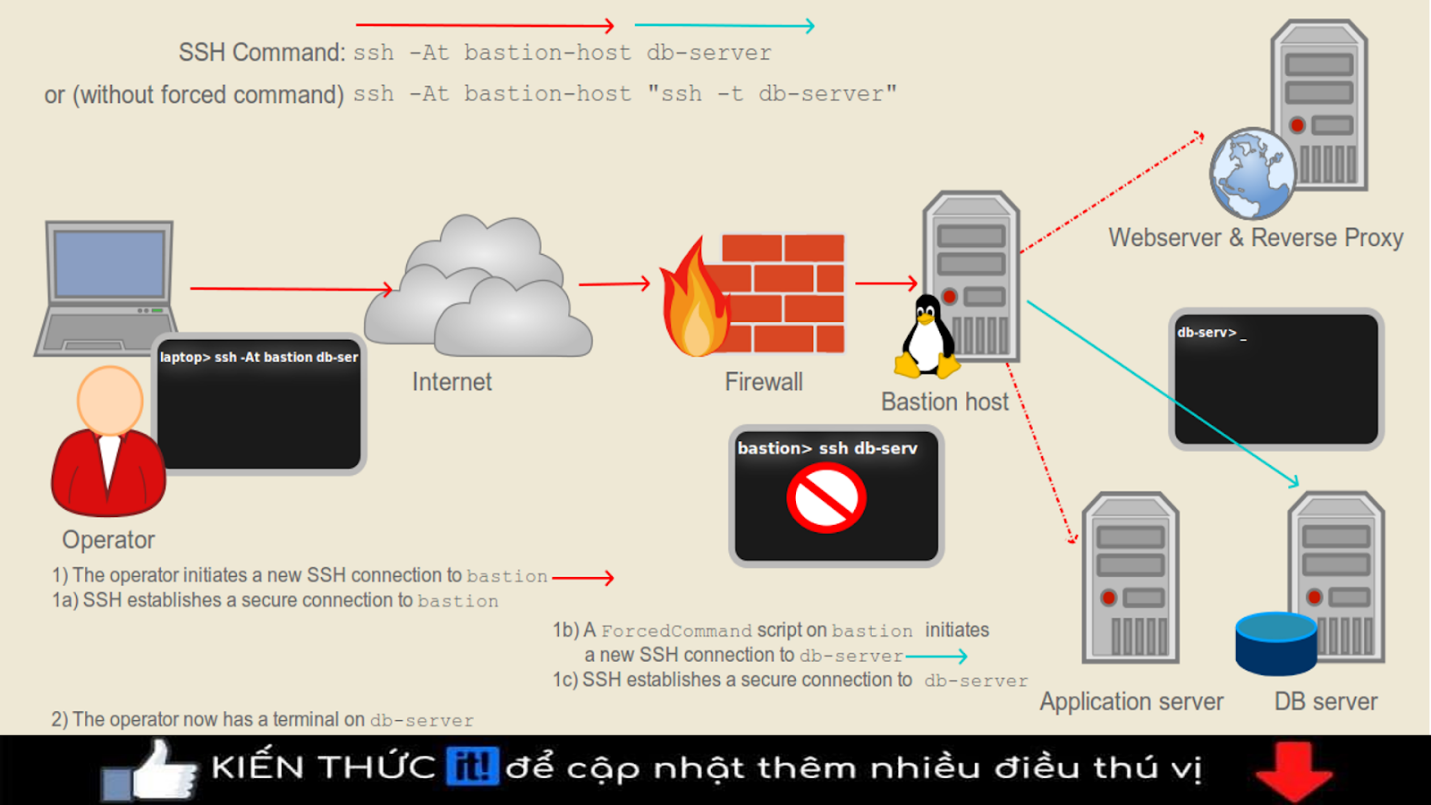 SSH Command: ssh -At bastion-host db-server
or (without forced command) ssh -At bastion-host "ssh -t db-server"
Webserver & Reverse Proxy
laptop> ssh -At bastion db-ser
Internet
Firewall
Bastion host
db-serv>_
bastion> ssh db-serv
Operator
1) The operator initiates a new SSH connection to bastion
1a) SSH establishes a secure connection to bastion
1b) A ForcedCommand script on bastion initiates
a new SSH connection to db-server
1c) SSH establishes a secure connection to db-server
Application server
DB server
2) The operator now has a terminal on db-server
KIẾN THỨC it! để cập nhật thêm nhiều điều thú vị